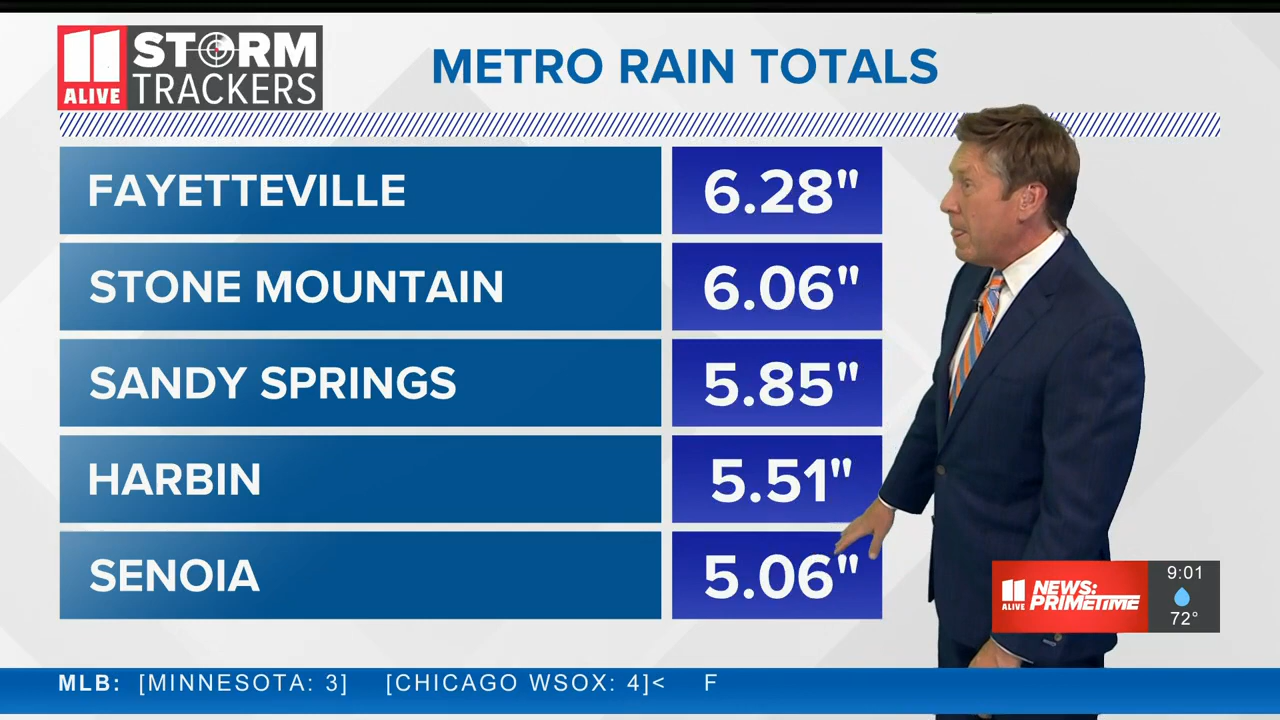 11 ALIVE STORM TRACKERS
METRO RAIN TOTALS
FAYETTEVILLE 6.28"
STONE MOUNTAIN 6.06"
SANDY SPRINGS 5.85"
HARBIN 5.51"
SENOIA 5.06"
11 ALIVE NEWS: PRIMETIME
9:01
72°
MLB: [MINNESOTA: 3] [CHICAGO WSOX: 4]< F